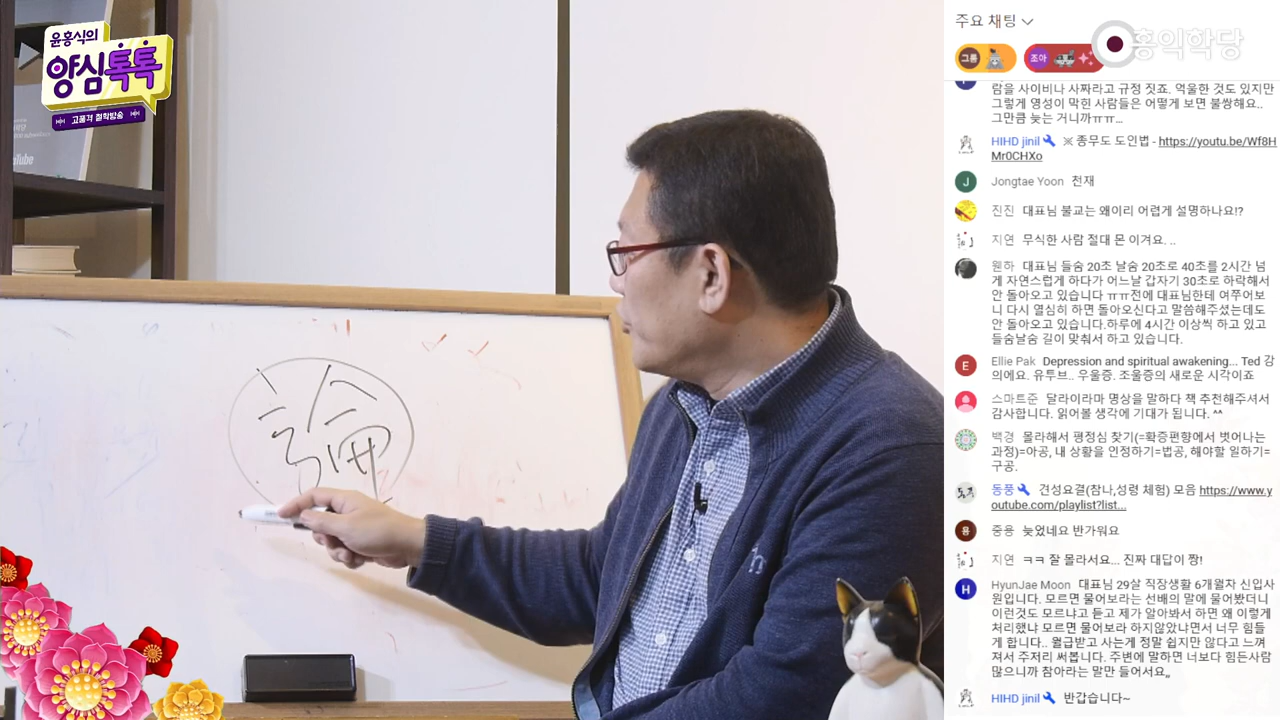 윤홍식의
양심톡톡
고품격 철학방송
論
주요 채팅
홍익학당
그롬
조아
람을 사이비나 사짜라고 규정 짓죠. 억울한 것도 있지만
그렇게 영성이 막힌 사람들은 어떻게 보면 불쌍해요..
그만큼 늦는 거니까ㅠㅠ...
HIHD jinil ※ 종무도 도인법 - https://youtu.be/Wf8H
Mr0CHXo
J Jongtae Yoon 천재
진진 대표님 불교는 왜이리 어렵게 설명하나요!?
지연 무식한 사람 절대 몬 이겨요. ..
웬하 대표님 들숨 20초 날숨 20초로 40초를 2시간 넘
게 자연스럽게 하다가 어느날 갑자기 30초로 하락해서
안 돌아오고 있습니다 ㅠㅠ전에 대표님한테 여쭈어보
니 다시 열심히 하면 돌아오신다고 말씀해주셨는데도
안 돌아오고 있습니다.하루에 4시간 이상씩 하고 있고
들숨날숨 길이 맞춰서 하고 있습니다.
E Ellie Pak Depression and spiritual awakening... Ted 강
의에요. 유투브.. 우울증. 조울증의 새로운 시각이죠
스마트준 달라이라마 명상을 말하다 책 추천해주셔서
감사합니다. 읽어볼 생각에 기대가 됩니다. ^^
백경 몰라해서 평정심 찾기(=확증편향에서 벗어나는
과정)=아공, 내 상황을 인정하기=법공, 해야할 일하기=
구공.
동풍 견성요결(참나,성령 체험) 모음 https://www.y
outube.com/playlist?list...
용 중용 늦었네요 반가워요
지연 ㅋㅋ 잘 몰라서요... 진짜 대답이 짱!
H HyunJae Moon 대표님 29살 직장생활 6개월차 신입사
원입니다. 모르면 물어보라는 선배의 말에 물어봤더니
이런것도 모르냐고 듣고 제가 알아봐서 하면 왜 이렇게
처리했냐 모르면 물어보라 하지않았냐면서 너무 힘들
게 합니다.. 월급받고 사는게 정말 쉽지만 않다고 느껴
져서 주저리 써봅니다. 주변에 말하면 너보다 힘든사람
많으니까 참아라는 말만 들어서요,,
HIHD jinil 반갑습니다~